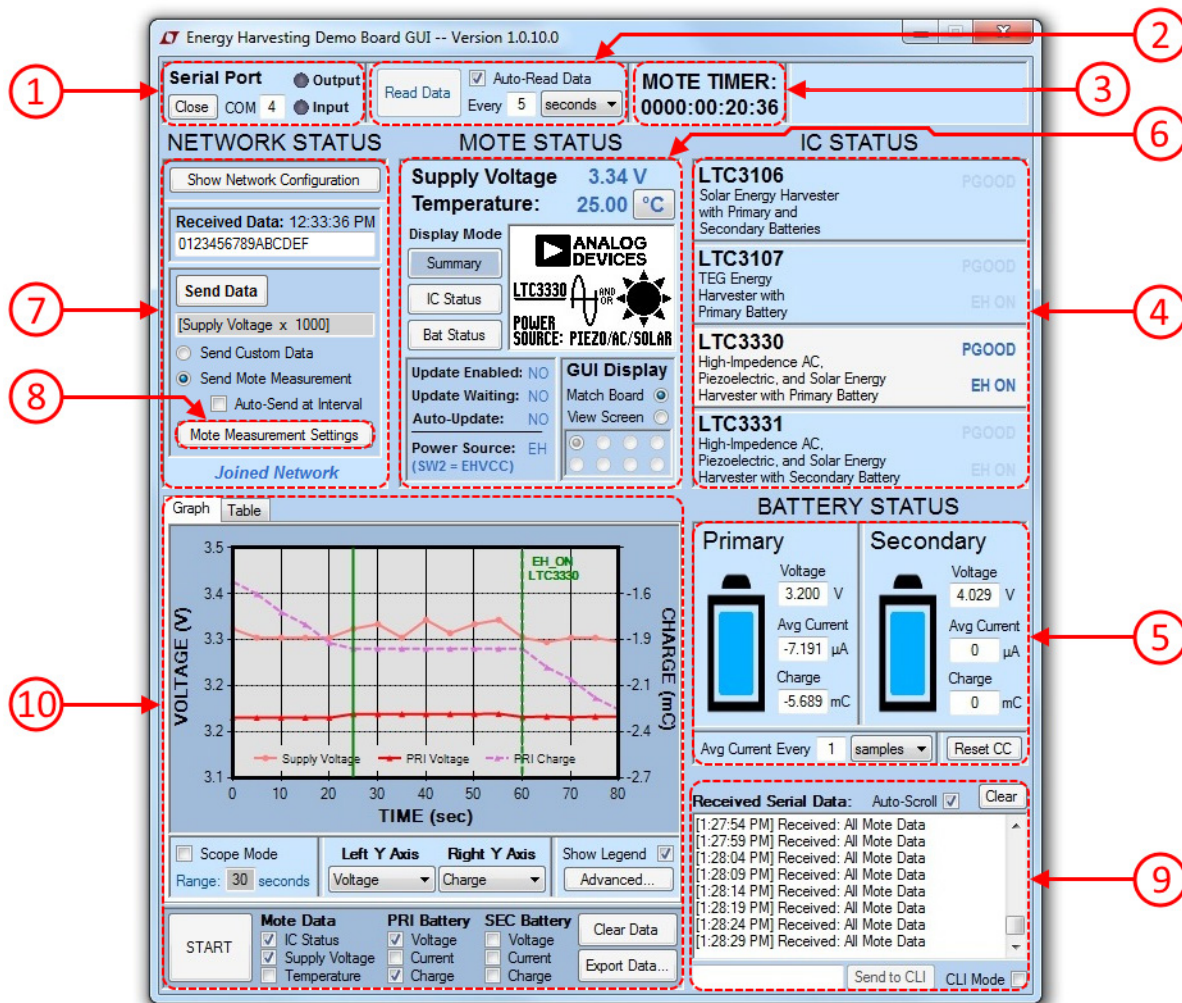 Energy Harvesting Demo Board GUI -- Version 1.0.10.0
1
Serial Port
Output
Close
COM
4
Input
Read Data
Auto-Read Data
Every
5
seconds
2
MOTE TIMER:
0000:00:20:36
3
NETWORK STATUS
MOTE STATUS
IC STATUS
6
Show Network Configuration
Received Data: 12:33:36 PM
0123456789ABCDEF
7
Send Data
[Supply Voltage x 1000]
Send Custom Data
Send Mote Measurement
Auto-Send at Interval
8
Mote Measurement Settings
Joined Network
Supply Voltage 3.34 V
Temperature: 25.00 °C
Display Mode
Summary
IC Status
Bat Status
ANALOG
DEVICES
LTC3330
AND
OR
POWER
SOURCE: PIEZO/AC/SOLAR
Update Enabled: NO
Update Waiting: NO
Auto-Update: NO
Power Source: EH
(SW2 = EHVCC)
GUI Display
Match Board
View Screen
LTC3106
PGOOD
Solar Energy Harvester
with Primary and
Secondary Batteries
LTC3107
PGOOD
TEG Energy
Harvester with
Primary Battery
EH ON
4
LTC3330
PGOOD
High-Impedence AC,
Piezoelectric, and Solar Energy
Harvester with Primary Battery
EH ON
LTC3331
PGOOD
High-Impedence AC,
Piezoelectric, and Solar Energy
Harvester with Secondary Battery
EH ON
Graph
Table
10
VOLTAGE (V)
3.5
3.4
3.3
3.2
3.2
3.1
EH_ON
LTC3330
-1.6
-1.9
-2.1
-2.4
-2.7
CHARGE (mC)
Supply Voltage
PRI Voltage
PRI Charge
0 10 20 30 40 50 60 70 80
TIME (sec)
Scope Mode
Range: 30 seconds
Left Y Axis
Voltage
Right Y Axis
Charge
Show Legend
Advanced...
START
Mote Data
IC Status
Supply Voltage
Temperature
PRI Battery
Voltage
Current
Charge
SEC Battery
Voltage
Current
Charge
Clear Data
Export Data...
BATTERY STATUS
Primary
Voltage
3.200 V
Avg Current
-7.191 µA
Charge
-5.689 mC
Secondary
Voltage
4.029 V
Avg Current
0 µA
Charge
0 mC
5
Avg Current Every 1 samples
Reset CC
Received Serial Data:
Auto-Scroll
Clear
[1:27:54 PM] Received: All Mote Data
[1:27:59 PM] Received: All Mote Data
[1:28:04 PM] Received: All Mote Data
[1:28:09 PM] Received: All Mote Data
[1:28:14 PM] Received: All Mote Data
[1:28:19 PM] Received: All Mote Data
[1:28:24 PM] Received: All Mote Data
[1:28:29 PM] Received: All Mote Data
9
Send to CLI
CLI Mode